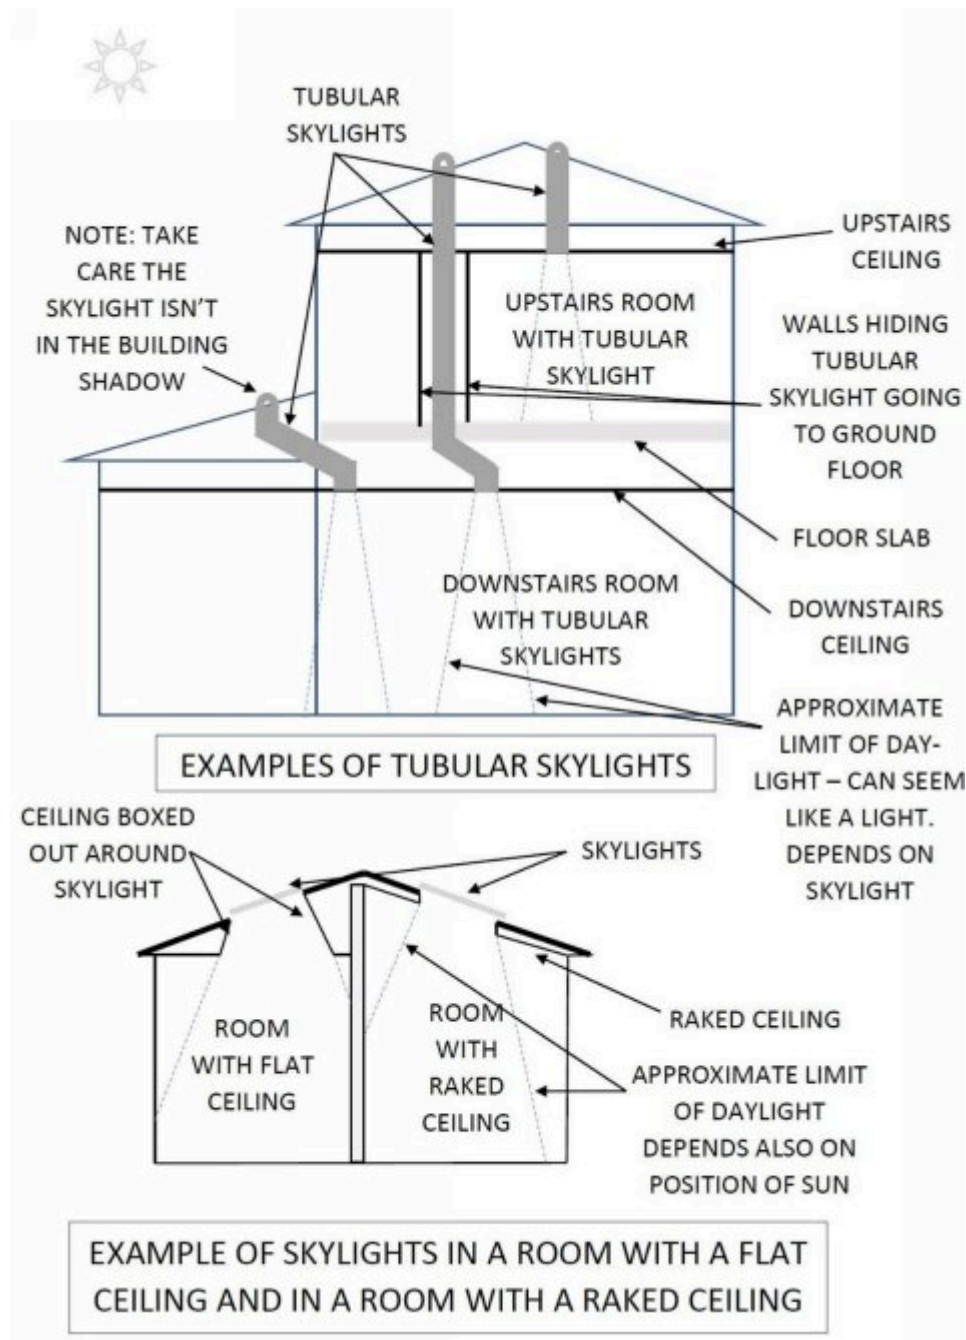 TUBULAR
SKYLIGHTS
NOTE: TAKE
CARE THE
SKYLIGHT ISN'T
IN THE BUILDING
SHADOW
UPSTAIRS
CEILING
UPSTAIRS ROOM
WITH TUBULAR
SKYLIGHT
WALLS HIDING
TUBULAR
SKYLIGHT GOING
TO GROUND
FLOOR
FLOOR SLAB
DOWNSTAIRS ROOM
WITH TUBULAR
SKYLIGHTS
DOWNSTAIRS
CEILING
APPROXIMATE
LIMIT OF DAY-
LIGHT – CAN SEEM
LIKE A LIGHT.
DEPENDS ON
SKYLIGHT
EXAMPLES OF TUBULAR SKYLIGHTS
CEILING BOXED
OUT AROUND
SKYLIGHT
SKYLIGHTS
ROOM
WITH FLAT
CEILING
ROOM
WITH
RAKED
CEILING
RAKED CEILING
APPROXIMATE LIMIT
OF DAYLIGHT
DEPENDS ALSO ON
POSITION OF SUN
EXAMPLE OF SKYLIGHTS IN A ROOM WITH A FLAT
CEILING AND IN A ROOM WITH A RAKED CEILING